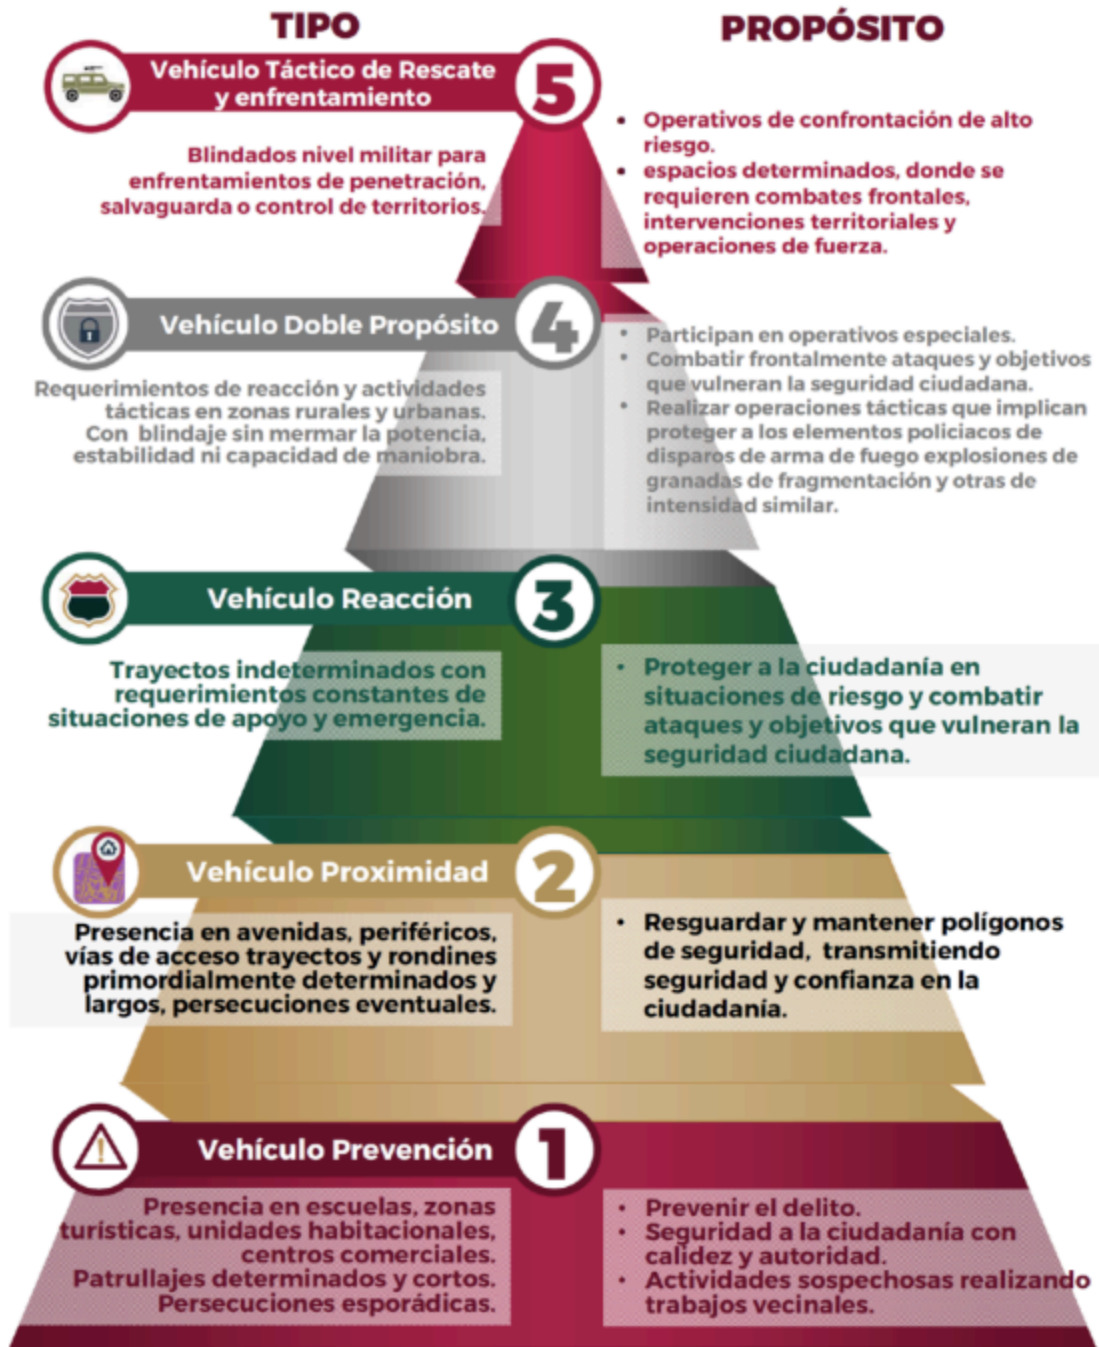 TIPO
PROPÓSITO
Vehículo Táctico de Rescate
y enfrentamiento
5
Blindados nivel militar para
enfrentamientos de penetración,
salvaguarda o control de territorios.
• Operativos de confrontación de alto
riesgo.
• espacios determinados, donde se
requieren combates frontales,
intervenciones territoriales y
operaciones de fuerza.
Vehículo Doble Propósito
4
Requerimientos de reacción y actividades
tácticas en zonas rurales y urbanas.
Con blindaje sin mermar la potencia,
estabilidad ni capacidad de maniobra.
• Participan en operativos especiales.
• Combatir frontalmente ataques y objetivos
que vulneran la seguridad ciudadana.
• Realizar operaciones tácticas que implican
proteger a los elementos policiacos de
disparos de arma de fuego explosiones de
granadas de fragmentación y otras de
intensidad similar.
Vehículo Reacción
3
Trayectos indeterminados con
requerimientos constantes de
situaciones de apoyo y emergencia.
• Proteger a la ciudadanía en
situaciones de riesgo y combatir
ataques y objetivos que vulneran la
seguridad ciudadana.
Vehículo Proximidad
2
Presencia en avenidas, periféricos,
vías de acceso trayectos y rondines
primordialmente determinados y
largos, persecuciones eventuales.
• Resguardar y mantener polígonos
de seguridad, transmitiendo
seguridad y confianza en la
ciudadanía.
Vehículo Prevención
1
Presencia en escuelas, zonas
turísticas, unidades habitacionales,
centros comerciales.
Patrullajes determinados y cortos.
Persecuciones esporádicas.
• Prevenir el delito.
• Seguridad a la ciudadanía con
calidez y autoridad.
• Actividades sospechosas realizando
trabajos vecinales.